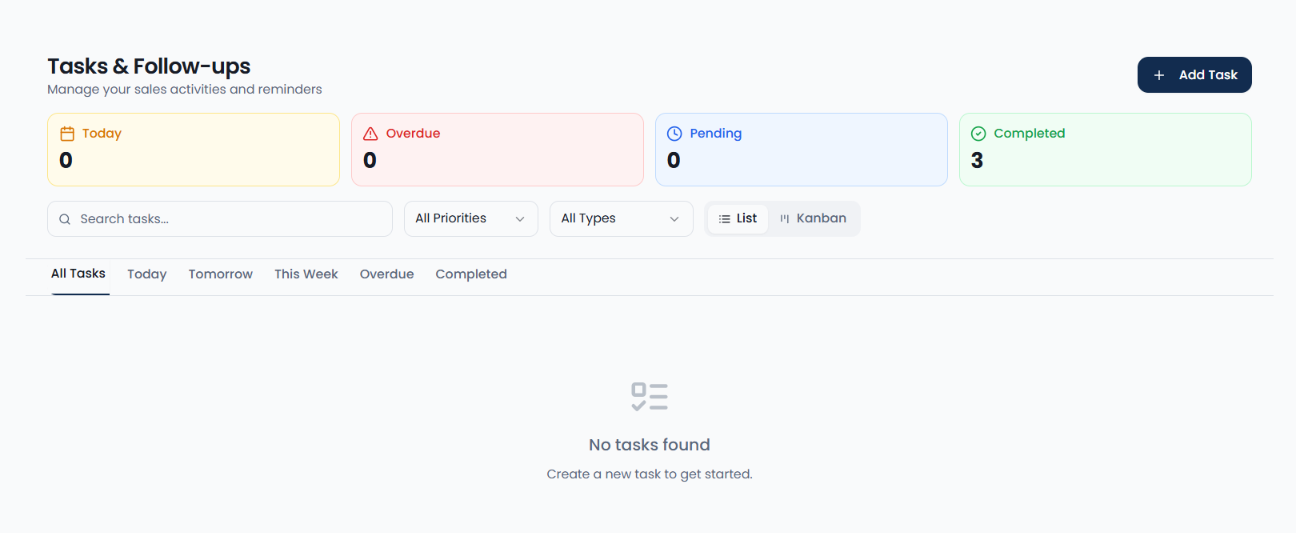 Tasks & Follow-ups
Manage your sales activities and reminders
Add Task
Today
0
Overdue
0
Pending
0
Completed
3
Search tasks...
All Priorities
All Types
List
Kanban
All Tasks
Today
Tomorrow
This Week
Overdue
Completed
No tasks found
Create a new task to get started.